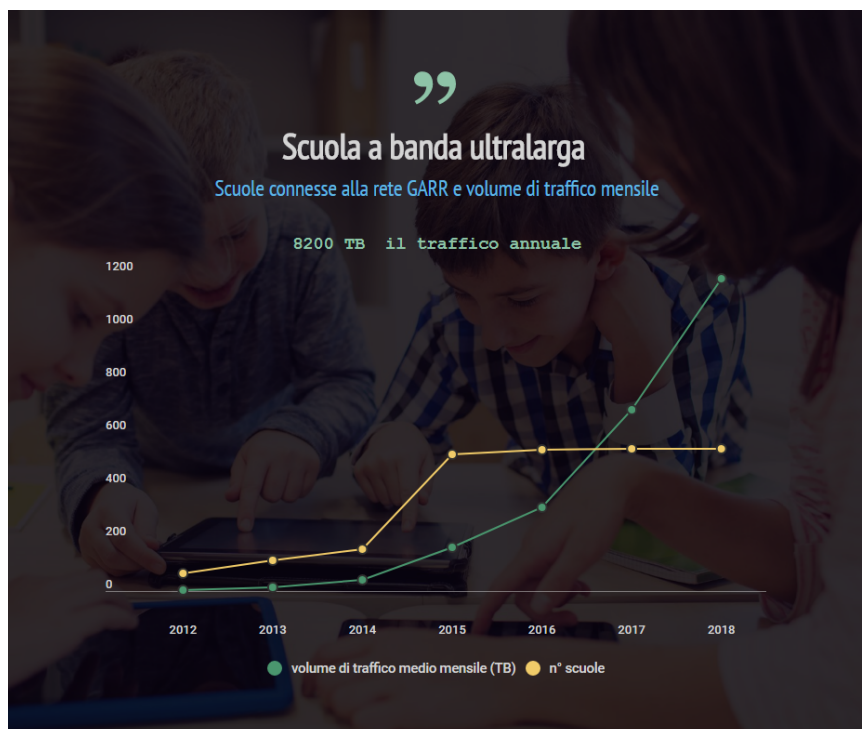 ”
Scuola a banda ultralarga
Scuole connesse alla rete GARR e volume di traffico mensile
8200 TB il traffico annuale
1200
1000
800
600
400
200
0
2012 2013 2014 2015 2016 2017 2018
volume di traffico medio mensile (TB) n° scuole